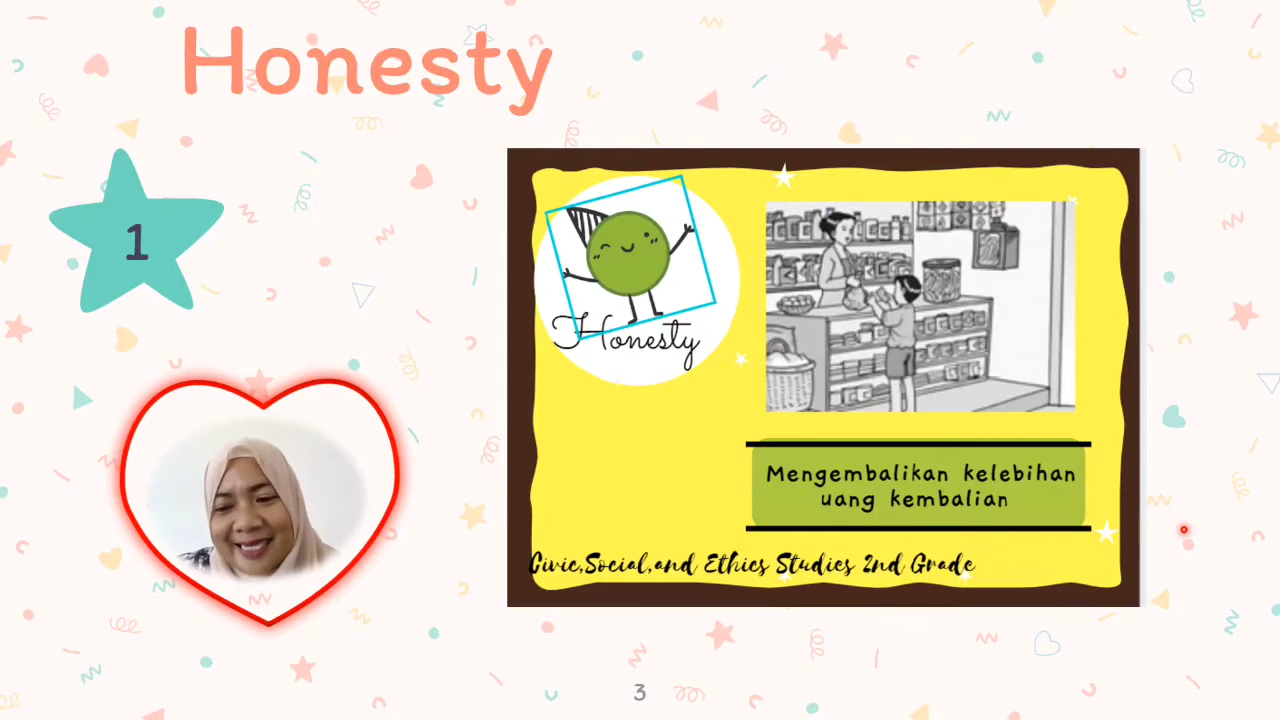 Honesty
1
Honesty
Mengembalikan kelebihan
uang kembalian
Civic,Social,and Ethics Studies 2nd Grade
3